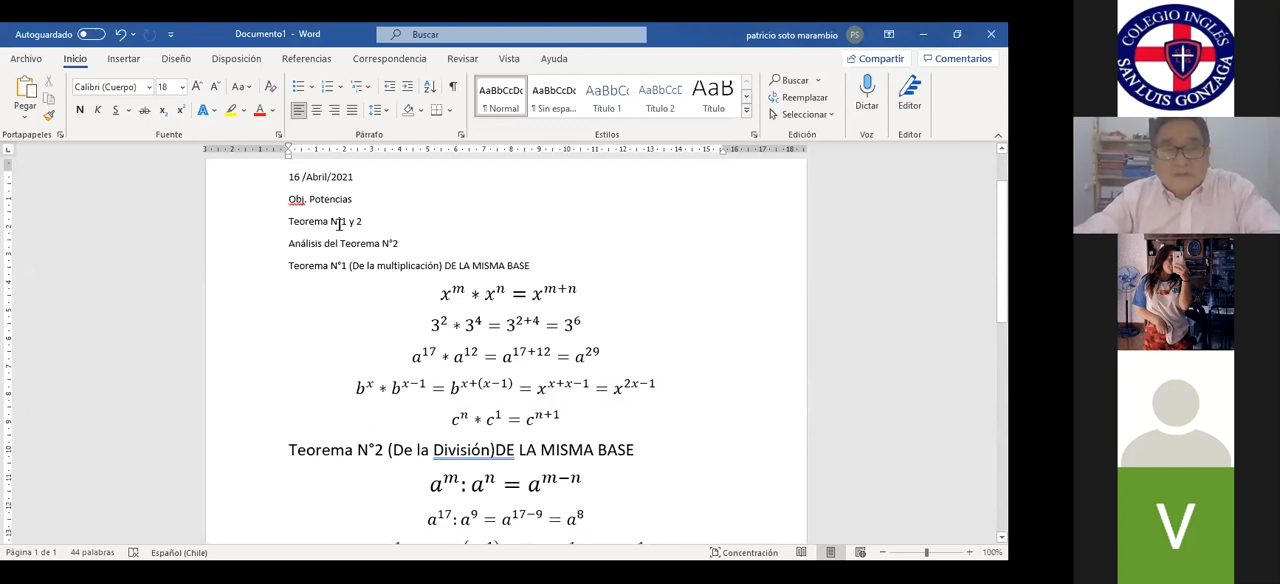 Autoguardado
Documento1 - Word
Buscar
patricio soto marambio
PS
Archivo Inicio Insertar Diseño Disposición Referencias Correspondencia Revisar Vista Ayuda
Compartir Comentarios
Pegar
Calibri (Cuerpo) 18
N K S
AaBbCcDc AaBbCcDc AaBbCc AaBbCcD AaB
¶ Normal ¶ Sin espa... Título 1 Título 2 Título
Buscar
Reemplazar
Seleccionar
Dictar
Editor
Portapapeles Fuente Párrafo Estilos Edición Voz Editor
16 /Abril/2021
Obj. Potencias
Teorema N°1 y 2
Análisis del Teorema N°2
Teorema N°1 (De la multiplicación) DE LA MISMA BASE
x^m * x^n = x^{m+n}
3^2 * 3^4 = 3^{2+4} = 3^6
a^{17} * a^{12} = a^{17+12} = a^{29}
b^x * b^{x-1} = b^{x+(x-1)} = x^{x+x-1} = x^{2x-1}
c^n * c^1 = c^{n+1}
Teorema N°2 (De la División)DE LA MISMA BASE
a^m : a^n = a^{m-n}
a^{17} : a^9 = a^{17-9} = a^8
Página 1 de 1 44 palabras Español (Chile) Concentración 100%
COLEGIO INGLÉS
SAN LUIS GONZAGA
V